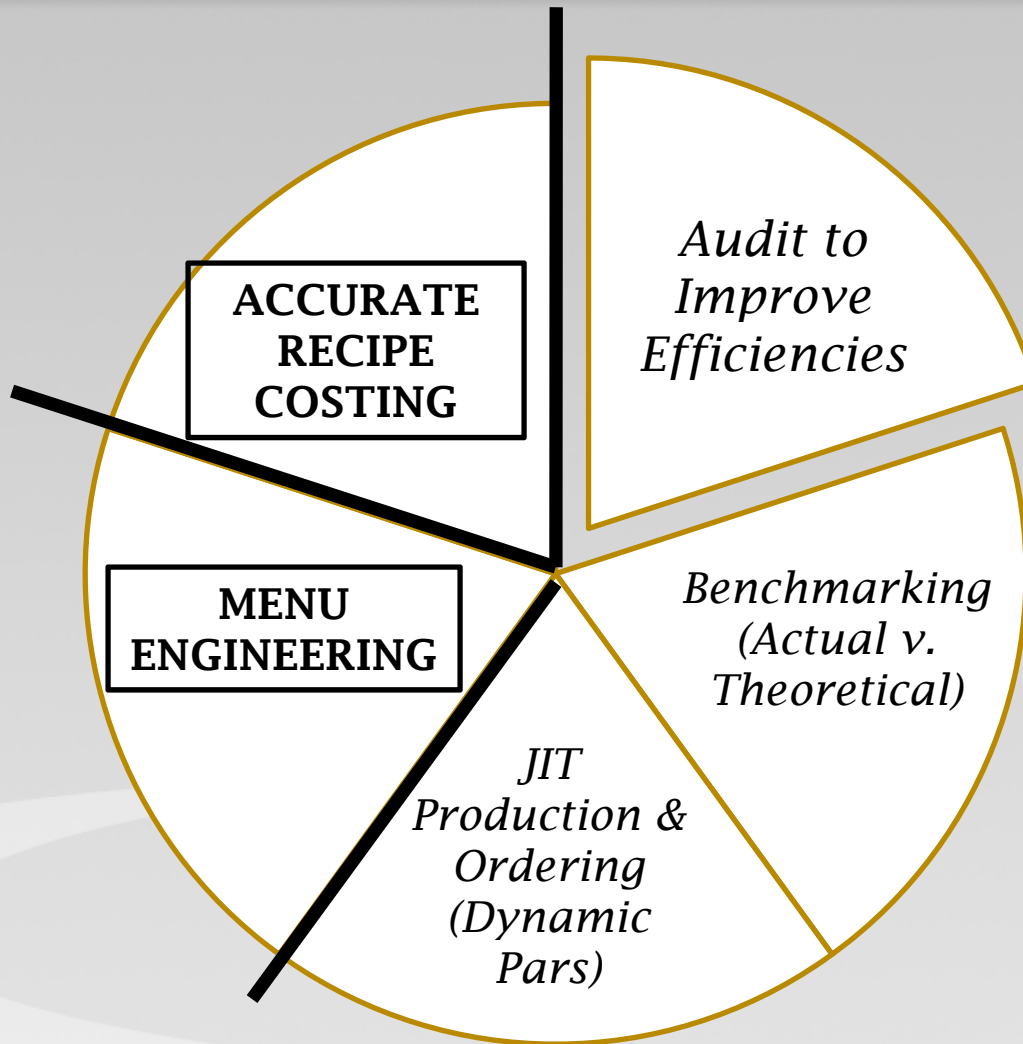 Audit to
Improve
Efficiencies
Benchmarking
(Actual v.
Theoretical)
JIT
Production &
Ordering
(Dynamic
Pars)
MENU
ENGINEERING
ACCURATE
RECIPE
COSTING